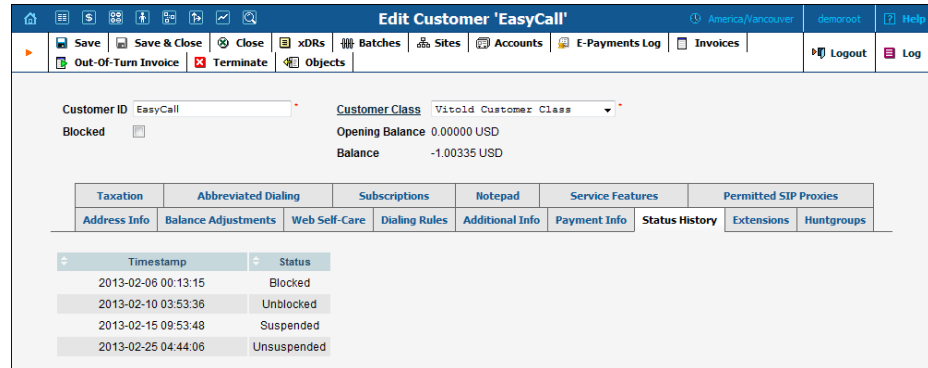 Edit Customer 'EasyCall' America/Vancouver demoroot Help
Save Save & Close Close xDRs Batches Sites Accounts E-Payments Log Invoices
Out-Of-Turn Invoice Terminate Objects Logout Log
Customer ID EasyCall * Customer Class Vitold Customer Class *
Blocked Opening Balance 0.00000 USD
Balance -1.00335 USD
Taxation Abbreviated Dialing Subscriptions Notepad Service Features Permitted SIP Proxies
Address Info Balance Adjustments Web Self-Care Dialing Rules Additional Info Payment Info Status History Extensions Huntgroups
Timestamp Status
2013-02-06 00:13:15 Blocked
2013-02-10 03:53:36 Unblocked
2013-02-15 09:53:48 Suspended
2013-02-25 04:44:06 Unsuspended